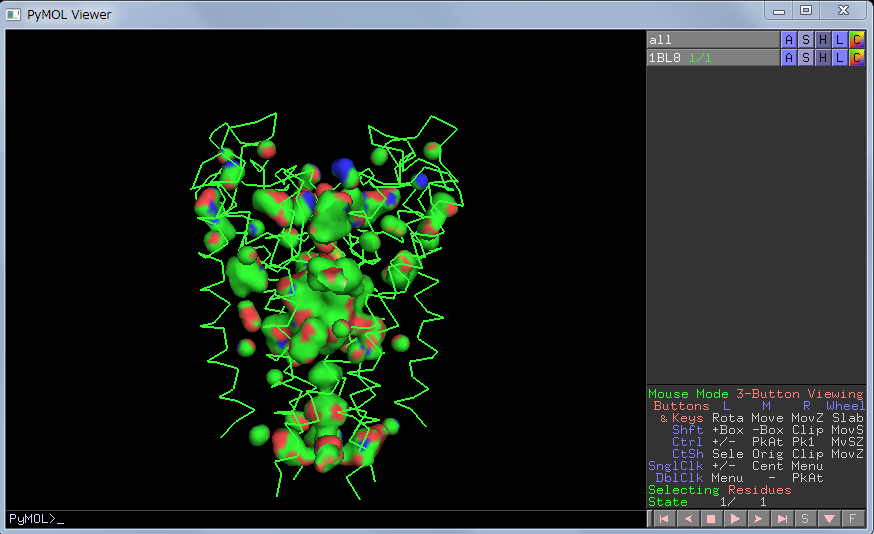 PyMOL Viewer
all A S H L C
1BL8 1/1 A S H L C
Mouse Mode 3-Button Viewing
Buttons L M R Wheel
& Keys Rota Move MovZ Slab
Shft +Box -Box Clip MovS
Ctrl +/- PkAt Pk1 MvSZ
CtSh Sele Orig Clip MovZ
SnglClk +/- Cent Menu
DblClk Menu - PkAt
Selecting Residues
State 1/ 1
PyMOL>_
S F